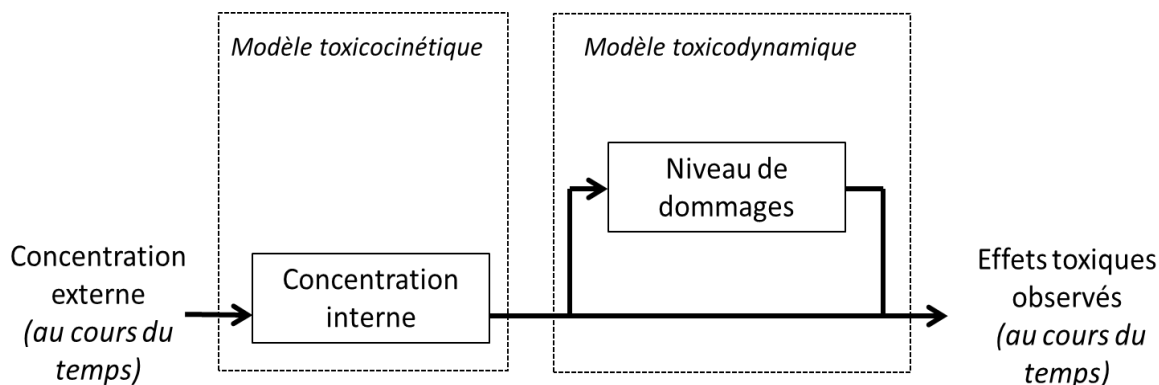 Modèle toxicocinétique
Modèle toxicodynamique
Niveau de
dommages
Concentration
externe
(au cours du
temps)
Concentration
interne
Effets toxiques
observés
(au cours du
temps)